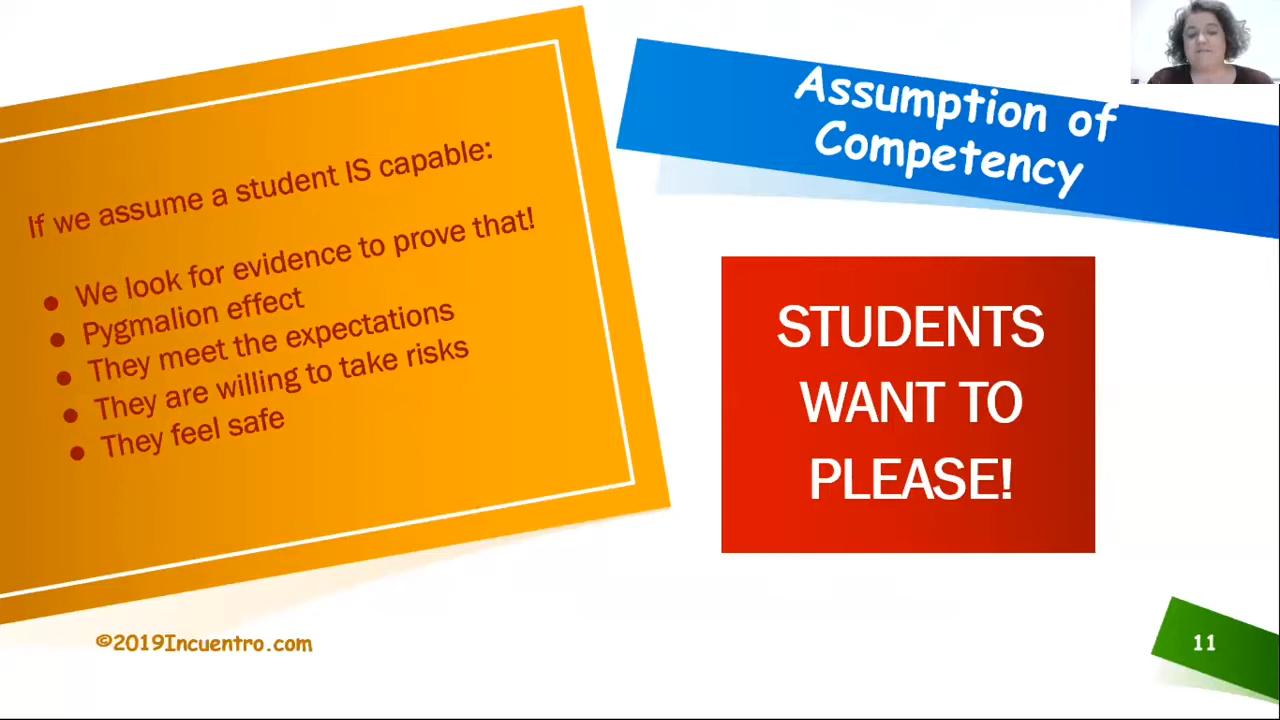 Assumption of
Competency
If we assume a student IS capable:
● We look for evidence to prove that!
● Pygmalion effect
● They meet the expectations
● They are willing to take risks
● They feel safe
STUDENTS
WANT TO
PLEASE!
©2019Incuentro.com
11